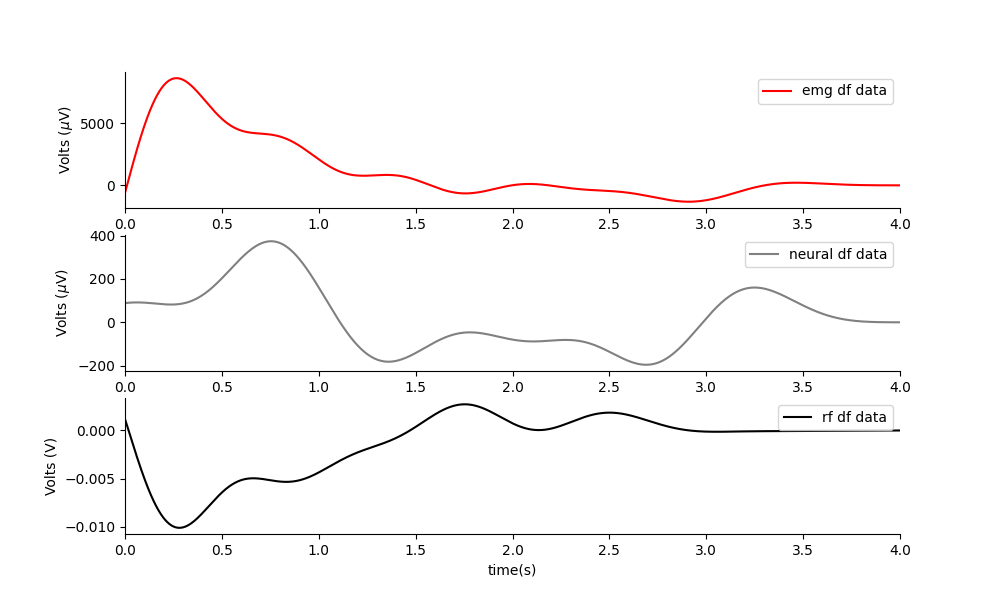 emg df data
Volts (μV)
5000
0
0.0 0.5 1.0 1.5 2.0 2.5 3.0 3.5 4.0
neural df data
Volts (μV)
400
200
0
−200
0.0 0.5 1.0 1.5 2.0 2.5 3.0 3.5 4.0
rf df data
Volts (V)
0.000
−0.005
−0.010
0.0 0.5 1.0 1.5 2.0 2.5 3.0 3.5 4.0
time(s)